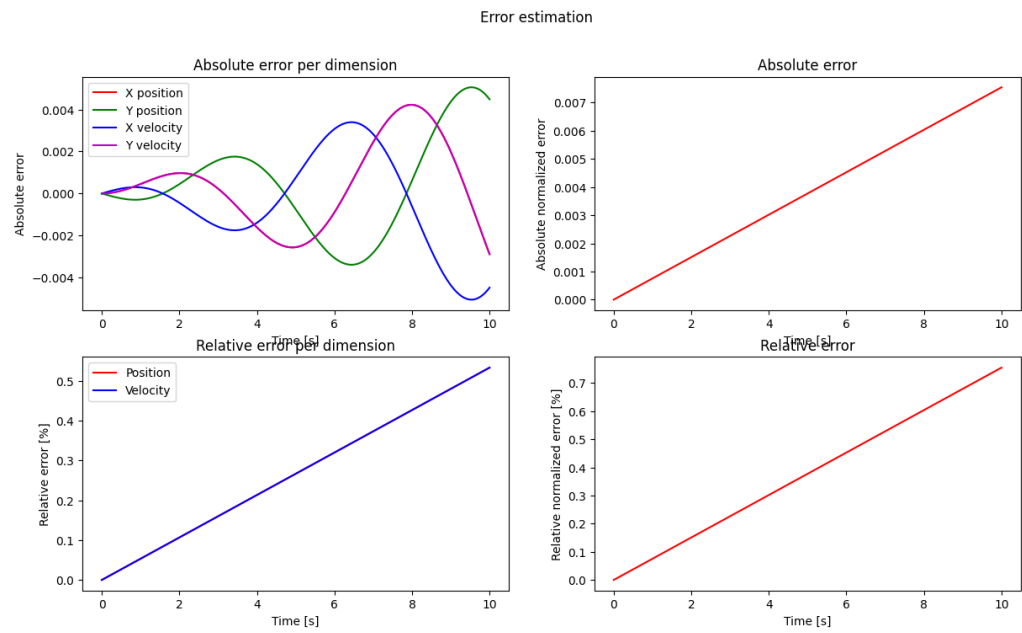 Error estimation
Absolute error per dimension
Absolute error
0.004
0.002
0.000
−0.002
−0.004
X position
Y position
X velocity
Y velocity
0
2
4
6
8
10
Time [s]
Absolute error
Absolute normalized error
0.007
0.006
0.005
0.004
0.003
0.002
0.001
0.000
0
2
4
6
8
10
Time [s]
Relative error per dimension
Relative error [%]
0.5
0.4
0.3
0.2
0.1
0.0
Position
Velocity
0
2
4
6
8
10
Time [s]
Relative error
Relative normalized error [%]
0.7
0.6
0.5
0.4
0.3
0.2
0.1
0.0
0
2
4
6
8
10
Time [s]